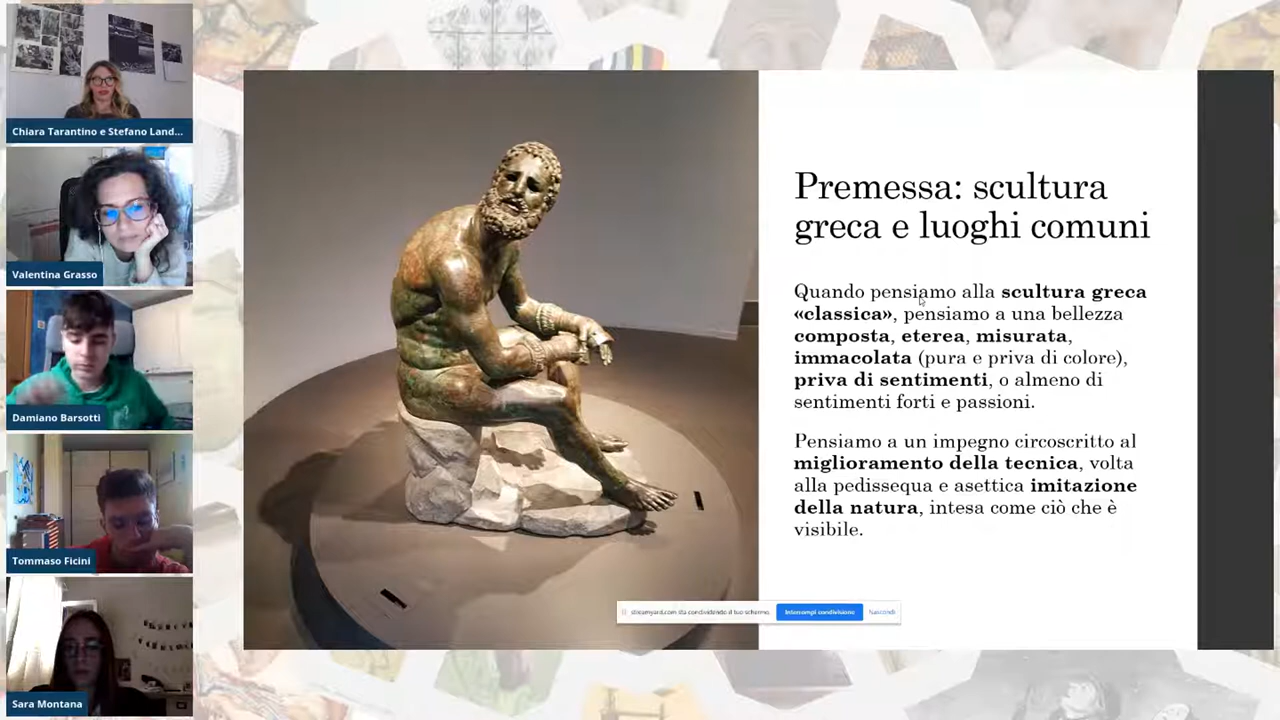 Chiara Tarantino e Stefano Land...
Valentina Grasso
Damiano Barsotti
Tommaso Ficini
Sara Montana
Premessa: scultura
greca e luoghi comuni
Quando pensiamo alla scultura greca
«classica», pensiamo a una bellezza
composta, eterea, misurata,
immacolata (pura e priva di colore),
priva di sentimenti, o almeno di
sentimenti forti e passioni.
Pensiamo a un impegno circoscritto al
miglioramento della tecnica, volta
alla pedissequa e asettica imitazione
della natura, intesa come ciò che è
visibile.
streamyard.com sta condividendo il tuo schermo.
Interrompi condivisione
Nascondi